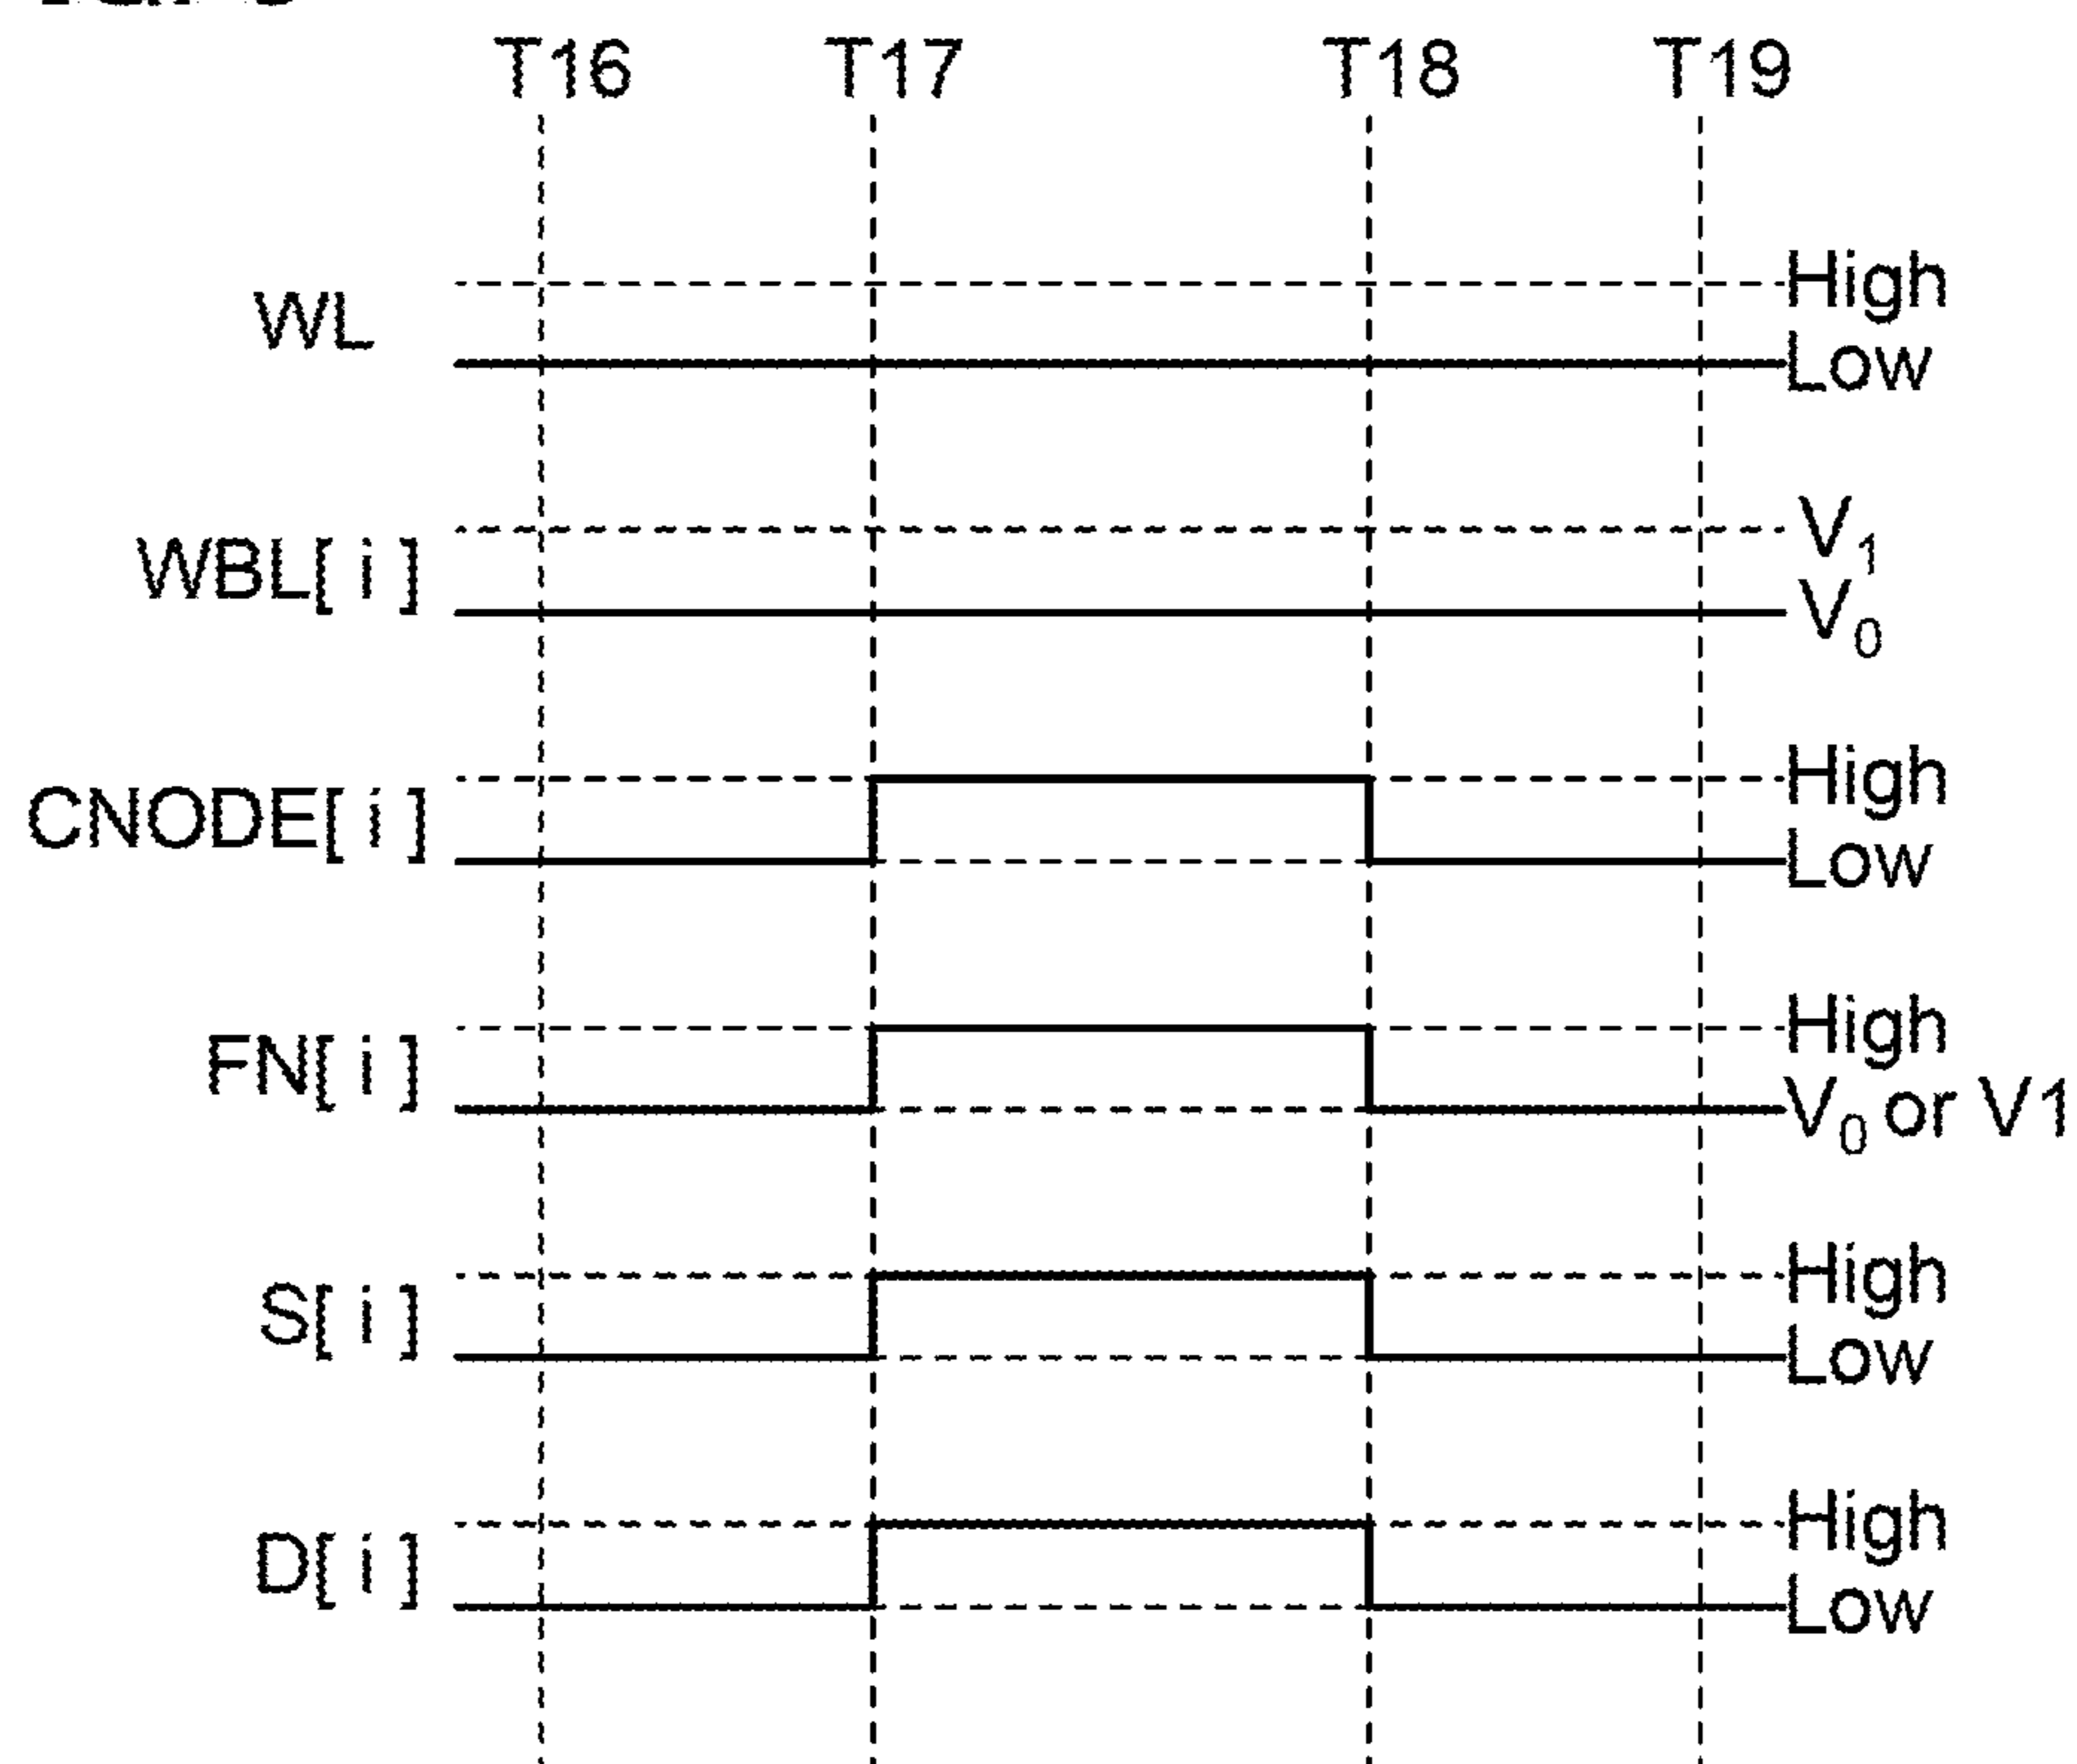 T16 T17 T18 T19
High
WL
Low
V₁
WBL[ i ]
V₀
High
CNODE[ i ]
Low
High
FN[ i ]
V₀ or V1
High
S[ i ]
Low
High
D[ i ]
Low